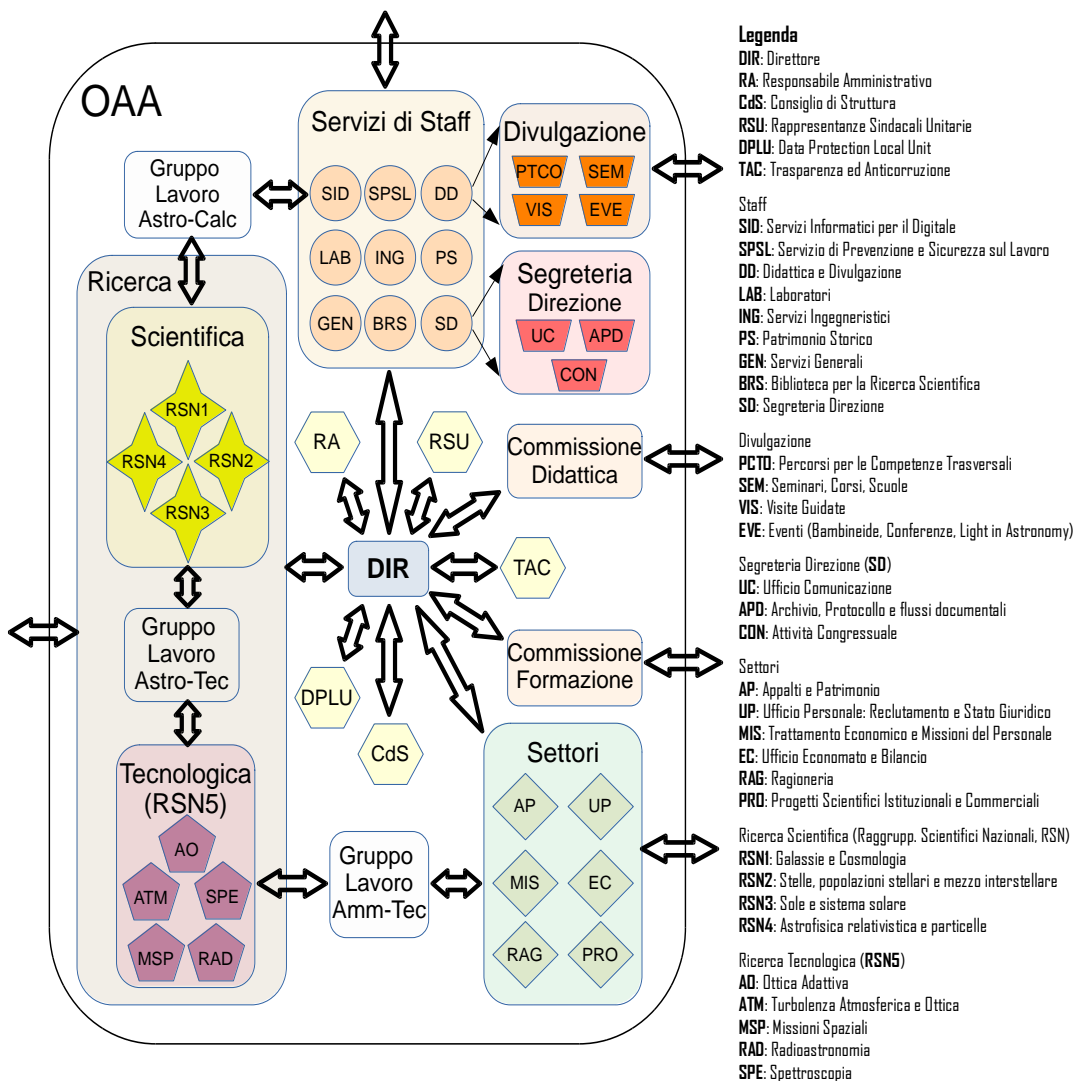 OAA
Servizi di Staff
SID SPSL DD
LAB ING PS
GEN BRS SD
Divulgazione
PTCO SEM
VIS EVE
Segreteria
Direzione
UC APD
CON
Gruppo
Lavoro
Astro-Calc
Ricerca
Scientifica
RSN1
RSN4 RSN2
RSN3
Gruppo
Lavoro
Astro-Tec
Tecnologica
(RSN5)
AO
ATM SPE
MSP RAD
RA
RSU
Commissione
Didattica
DIR
TAC
Commissione
Formazione
DPLU
CdS
Gruppo
Lavoro
Amm-Tec
Settori
AP UP
MIS EC
RAG PRO
Legenda
DIR: Direttore
RA: Responsabile Amministrativo
CdS: Consiglio di Struttura
RSU: Rappresentanze Sindacali Unitarie
DPLU: Data Protection Local Unit
TAC: Trasparenza ed Anticorruzione
Staff
SID: Servizi Informatici per il Digitale
SPSL: Servizio di Prevenzione e Sicurezza sul Lavoro
DD: Didattica e Divulgazione
LAB: Laboratori
ING: Servizi Ingegneristici
PS: Patrimonio Storico
GEN: Servizi Generali
BRS: Biblioteca per la Ricerca Scientifica
SD: Segreteria Direzione
Divulgazione
PCTO: Percorsi per le Competenze Trasversali
SEM: Seminari, Corsi, Scuole
VIS: Visite Guidate
EVE: Eventi (Bambineide, Conferenze, Light in Astronomy)
Segreteria Direzione (SD)
UC: Ufficio Comunicazione
APD: Archivio, Protocollo e flussi documentali
CON: Attività Congressuale
Settori
AP: Appalti e Patrimonio
UP: Ufficio Personale: Reclutamento e Stato Giuridico
MIS: Trattamento Economico e Missioni del Personale
EC: Ufficio Economato e Bilancio
RAG: Ragioneria
PRO: Progetti Scientifici Istituzionali e Commerciali
Ricerca Scientifica (Raggrupp. Scientifici Nazionali, RSN)
RSN1: Galassie e Cosmologia
RSN2: Stelle, popolazioni stellari e mezzo interstellare
RSN3: Sole e sistema solare
RSN4: Astrofisica relativistica e particelle
Ricerca Tecnologica (RSN5)
AO: Ottica Adattiva
ATM: Turbolenza Atmosferica e Ottica
MSP: Missioni Spaziali
RAD: Radioastronomia
SPE: Spettroscopia